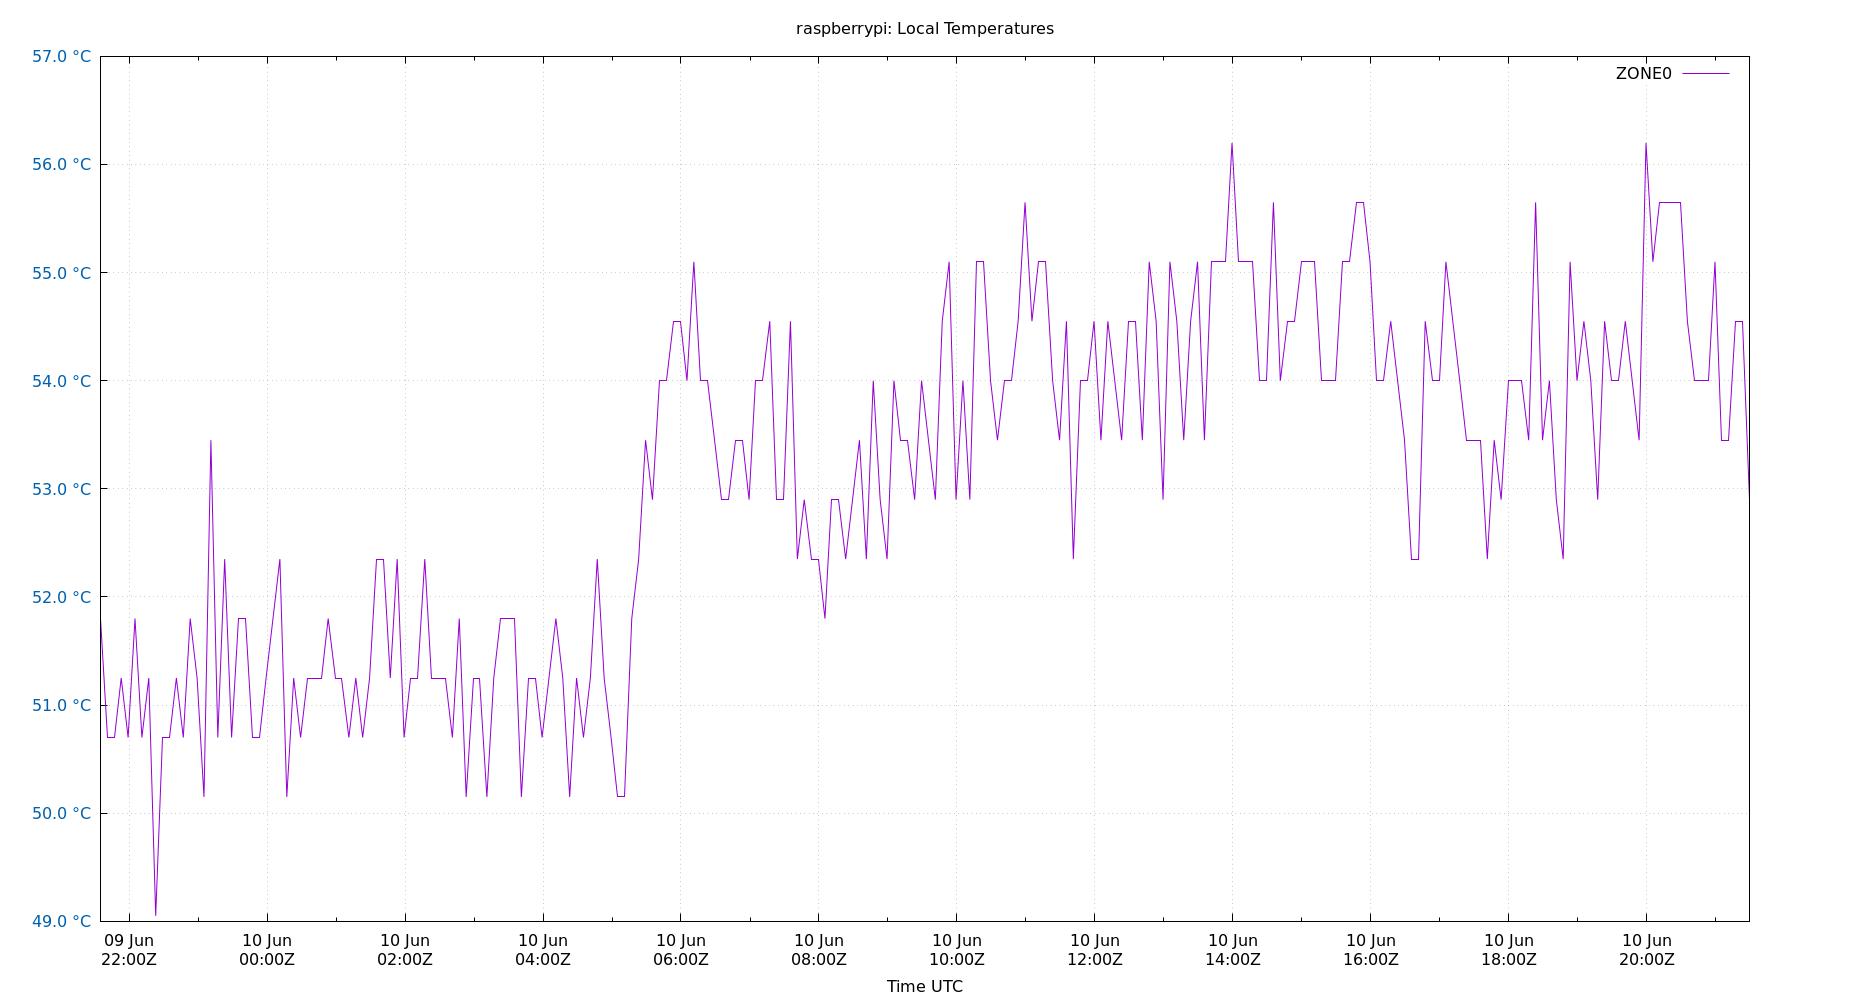 raspberrypi: Local Temperatures
57.0 °C
ZONE0
56.0 °C
55.0 °C
54.0 °C
53.0 °C
52.0 °C
51.0 °C
50.0 °C
49.0 °C
09 Jun 10 Jun 10 Jun 10 Jun 10 Jun 10 Jun 10 Jun 10 Jun 10 Jun 10 Jun 10 Jun 10 Jun
22:00Z 00:00Z 02:00Z 04:00Z 06:00Z 08:00Z 10:00Z 12:00Z 14:00Z 16:00Z 18:00Z 20:00Z
Time UTC